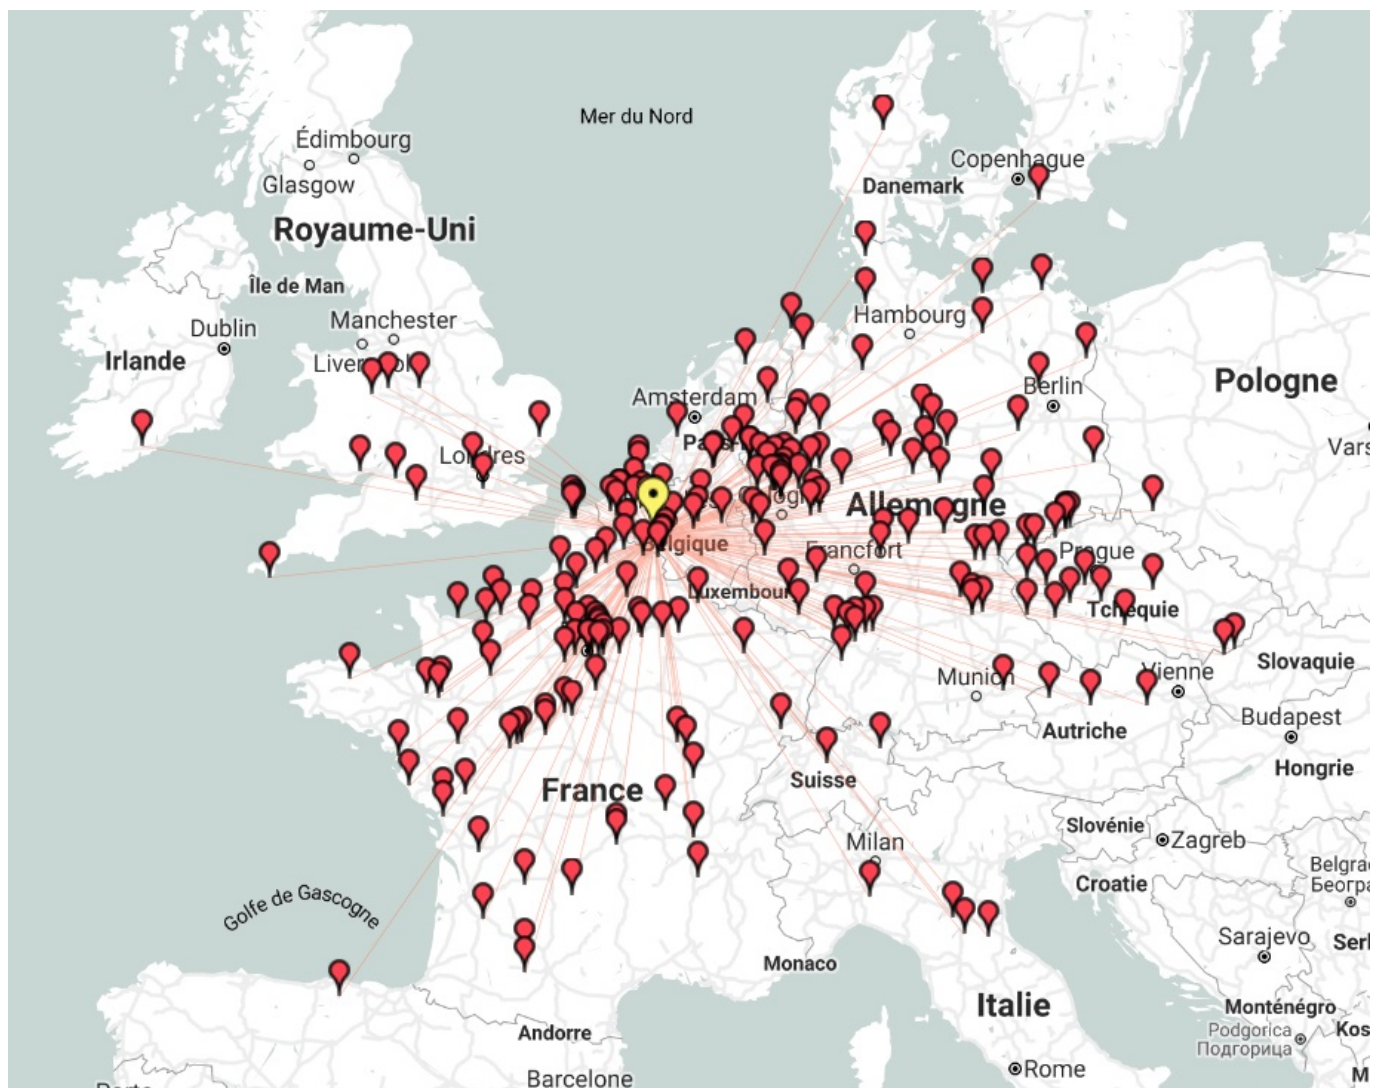 Mer du Nord
Édimbourg
Glasgow
Copenhague
Danemark
Royaume-Uni
Île de Man
Dublin
Manchester
Hambourg
Irlande
Pologne
Berlin
Amsterdam
Vars
Londres
Allemagne
Belgique
Francfort
Prague
Luxembour
Tchéquie
Slovaquie
Munich
Vienne
Budapest
Autriche
Hongrie
Suisse
France
Slovénie
Milan
Zagreb
Croatie
Belgra
Београ
Golfe de Gascogne
Sarajevo
Serl
Monaco
Italie
Monténégro
Andorre
Podgorica
Kos
Подгорица
Rome
Barcelone
M